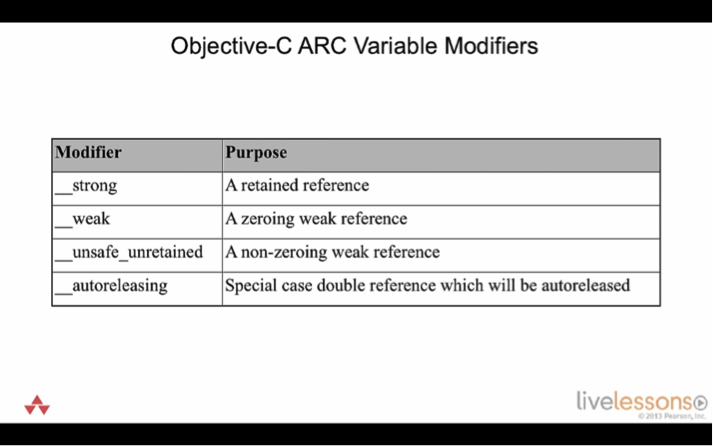 Objective-C ARC Variable Modifiers
Modifier Purpose
__strong A retained reference
__weak A zeroing weak reference
__unsafe_unretained A non-zeroing weak reference
__autoreleasing Special case double reference which will be autoreleased
livelessons
© 2013 Pearson, Inc.